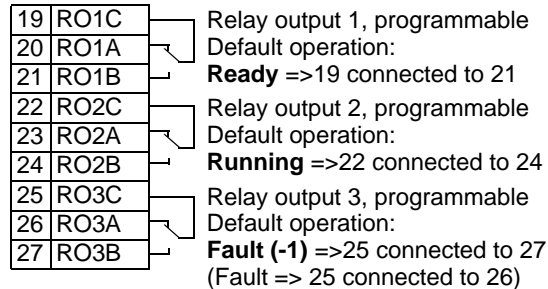 19 RO1C Relay output 1, programmable
20 RO1A Default operation:
21 RO1B Ready =>19 connected to 21
22 RO2C Relay output 2, programmable
23 RO2A Default operation:
24 RO2B Running =>22 connected to 24
25 RO3C Relay output 3, programmable
26 RO3A Default operation:
27 RO3B Fault (-1) =>25 connected to 27
(Fault => 25 connected to 26)